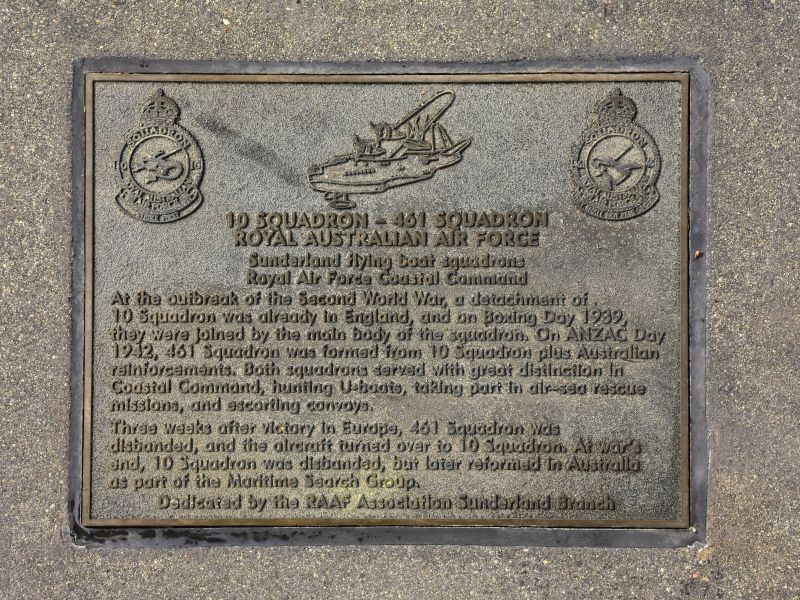 10 SQUADRON - 461 SQUADRON
ROYAL AUSTRALIAN AIR FORCE
Sunderland flying boat squadrons
Royal Air Force Coastal Command
At the outbreak of the Second World War, a detachment of
10 Squadron was already in England, and on Boxing Day 1939,
they were joined by the main body of the squadron. On ANZAC Day
1942, 461 Squadron was formed from 10 Squadron plus Australian
reinforcements. Both squadrons served with great distinction in
Coastal Command, hunting U-boats, taking part in air-sea rescue
missions, and escorting convoys.
Three weeks after victory in Europe, 461 Squadron was
disbanded, and the aircraft turned over to 10 Squadron. At war's
end, 10 Squadron was disbanded, but later reformed in Australia
as part of the Maritime Search Group.
Dedicated by the RAAF Association Sunderland Branch